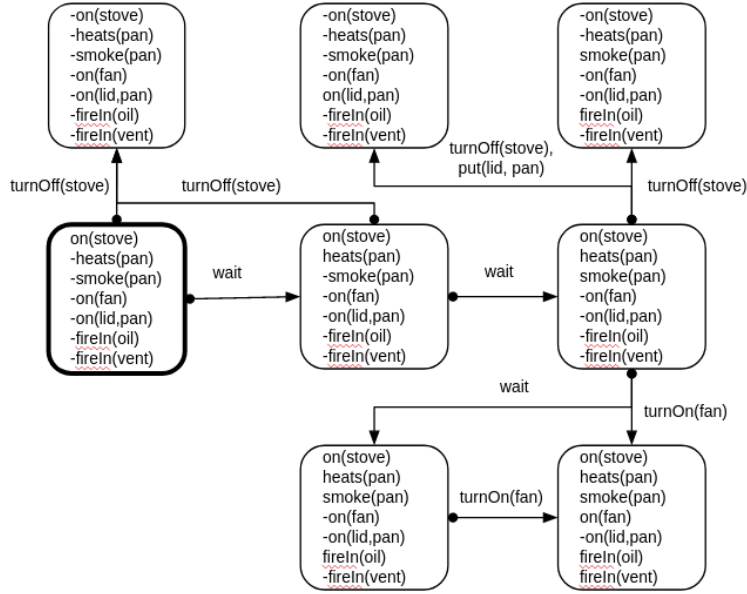 -on(stove)
-heats(pan)
-smoke(pan)
-on(fan)
-on(lid,pan)
-fireIn(oil)
-fireIn(vent)
-on(stove)
-heats(pan)
-smoke(pan)
-on(fan)
on(lid,pan)
-fireIn(oil)
-fireIn(vent)
-on(stove)
-heats(pan)
smoke(pan)
-on(fan)
-on(lid,pan)
fireIn(oil)
-fireIn(vent)
turnOff(stove)
turnOff(stove)
turnOff(stove),
put(lid, pan)
turnOff(stove)
on(stove)
-heats(pan)
-smoke(pan)
-on(fan)
-on(lid,pan)
-fireIn(oil)
-fireIn(vent)
wait
on(stove)
heats(pan)
-smoke(pan)
-on(fan)
-on(lid,pan)
-fireIn(oil)
-fireIn(vent)
wait
on(stove)
heats(pan)
smoke(pan)
-on(fan)
-on(lid,pan)
-fireIn(oil)
-fireIn(vent)
wait
turnOn(fan)
on(stove)
heats(pan)
smoke(pan)
-on(fan)
-on(lid,pan)
fireIn(oil)
-fireIn(vent)
turnOn(fan)
on(stove)
heats(pan)
smoke(pan)
on(fan)
-on(lid,pan)
fireIn(oil)
fireIn(vent)